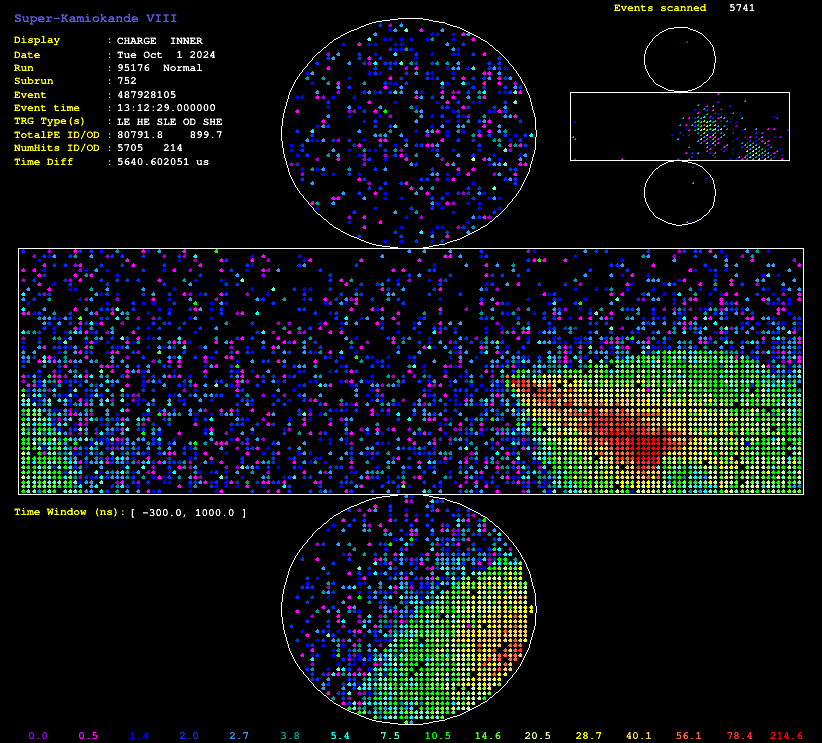 Super-Kamiokande VIII
Events scanned 5741
Display : CHARGE INNER
Date : Tue Oct 1 2024
Run : 95176 Normal
Subrun : 752
Event : 487928105
Event time : 13:12:29.000000
TRG Type(s) : LE HE SLE OD SHE
TotalPE ID/OD : 80791.8 899.7
NumHits ID/OD : 5705 214
Time Diff : 5640.602051 us
Time Window (ns): [ -300.0, 1000.0 ]
0.0 0.5 1.4 2.0 2.7 3.8 5.4 7.5 10.5 14.6 20.5 28.7 40.1 56.1 78.4 214.6